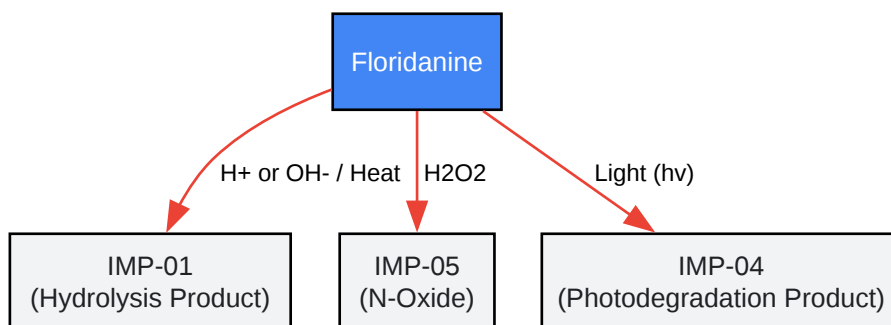 Floridanine
H+ or OH- / Heat
H2O2
Light (hv)
IMP-01
(Hydrolysis Product)
IMP-05
(N-Oxide)
IMP-04
(Photodegradation Product)